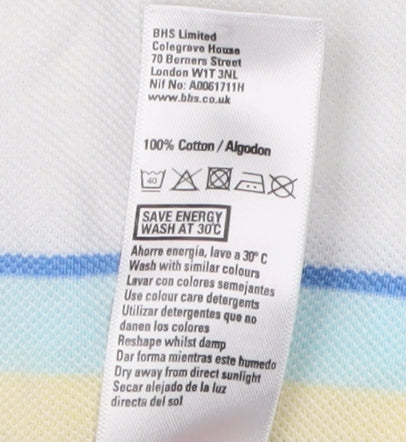 BHS Limited
Colegrave House
70 Berners Street
London W1T 3NL
Nif No: A0061711H
www.bhs.co.uk
100% Cotton / Algodon
40
SAVE ENERGY
WASH AT 30°C
Ahorre energía, lave a 30° C
Wash with similar colours
Lavar con colores semejantes
Use colour care detergents
Utilizar detergentes que no
danen los colores
Reshape whilst damp
Dar forma mientras este humedo
Dry away from direct sunlight
Secar alejado de la luz
directa del sol